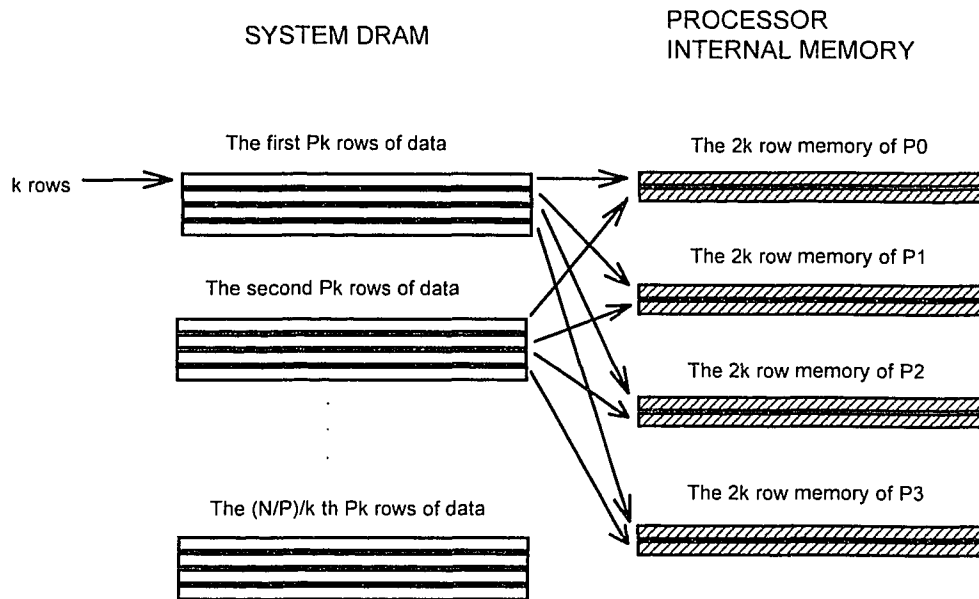 SYSTEM DRAM
PROCESSOR
INTERNAL MEMORY
The first Pk rows of data
k rows
The second Pk rows of data
The (N/P)/k th Pk rows of data
The 2k row memory of P0
The 2k row memory of P1
The 2k row memory of P2
The 2k row memory of P3